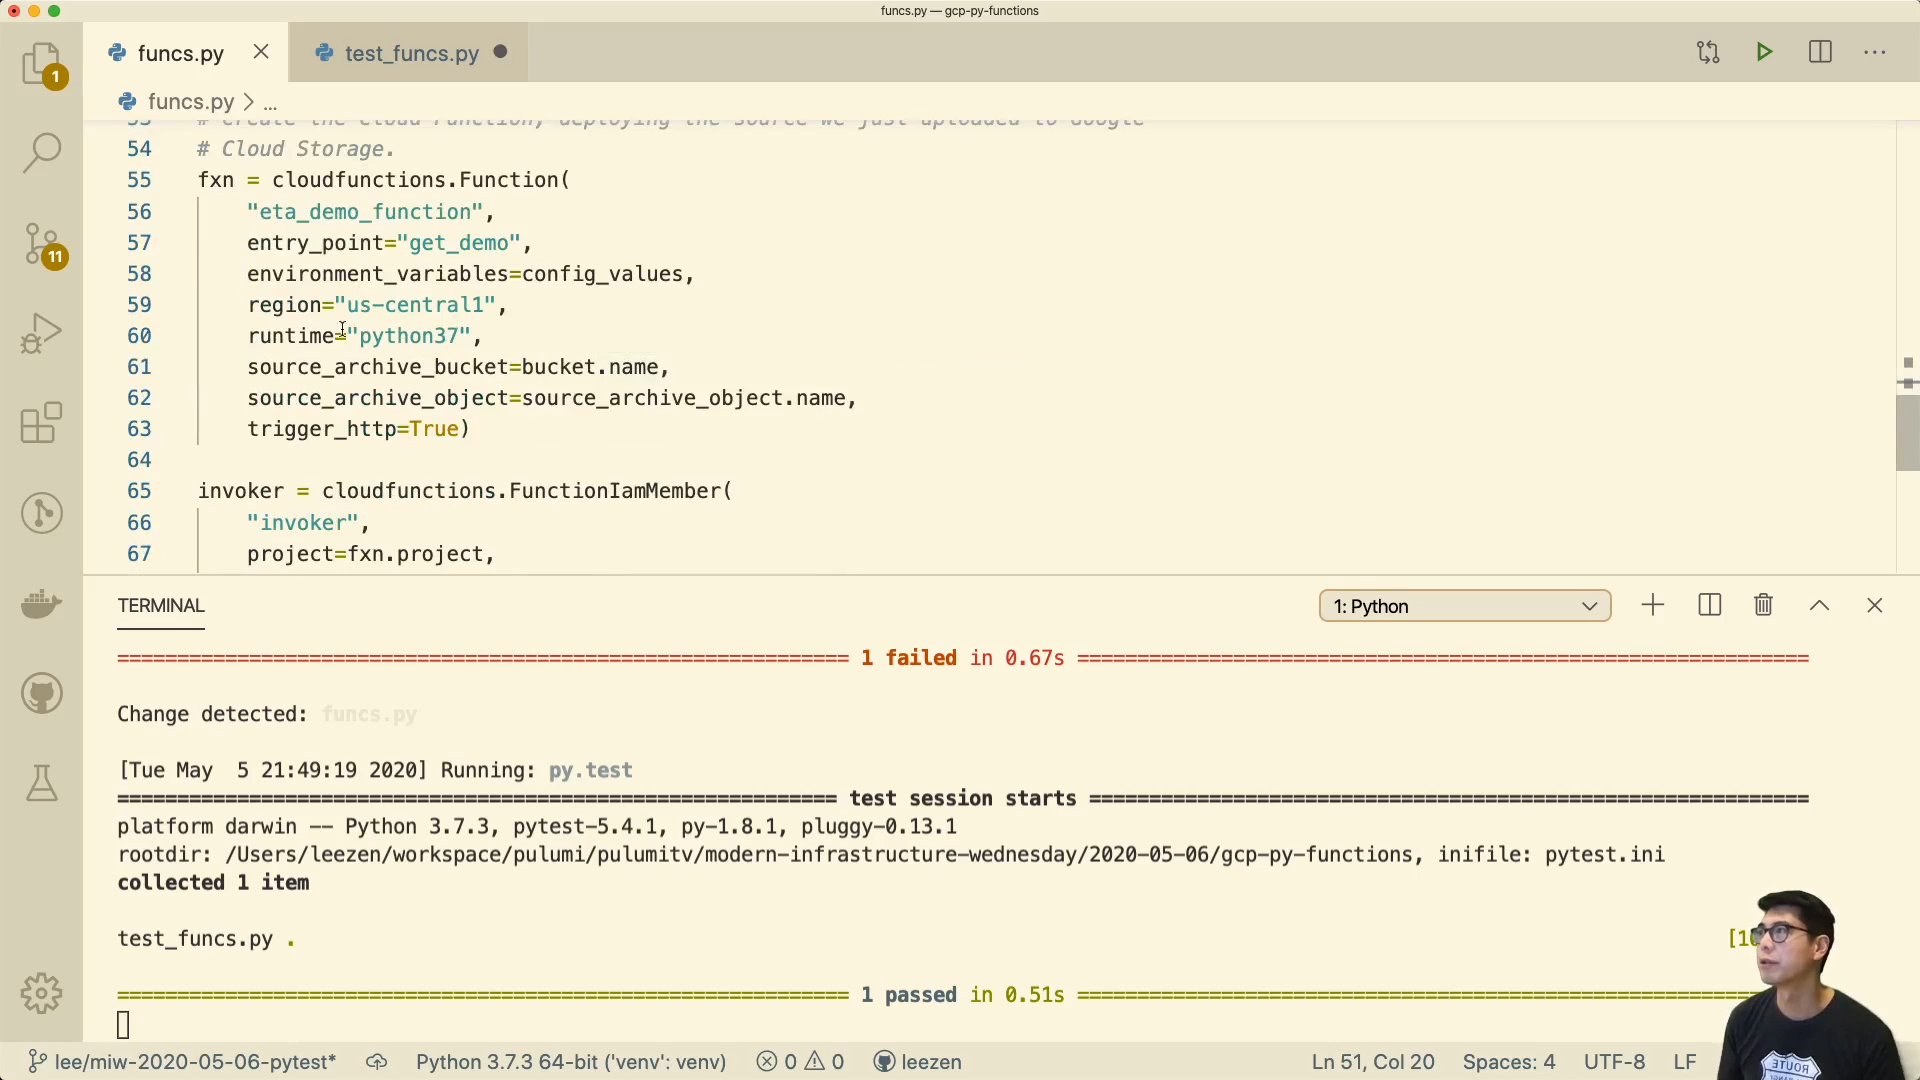 funcs.py — gcp-py-functions
funcs.py
test_funcs.py
1
funcs.py > ...
53 # Create the Cloud Function, deploying the source we just uploaded to Google
54 # Cloud Storage.
55 fxn = cloudfunctions.Function(
56 "eta_demo_function",
57 entry_point="get_demo",
11
58 environment_variables=config_values,
59 region="us-central1",
60 runtime="python37",
61 source_archive_bucket=bucket.name,
62 source_archive_object=source_archive_object.name,
63 trigger_http=True)
64
65 invoker = cloudfunctions.FunctionIamMember(
66 "invoker",
67 project=fxn.project,
TERMINAL
1: Python
============================================================= 1 failed in 0.67s =============================================================
Change detected: funcs.py
[Tue May  5 21:49:19 2020] Running: py.test
============================================================ test session starts ============================================================
platform darwin -- Python 3.7.3, pytest-5.4.1, py-1.8.1, pluggy-0.13.1
rootdir: /Users/leezen/workspace/pulumi/pulumitv/modern-infrastructure-wednesday/2020-05-06/gcp-py-functions, inifile: pytest.ini
collected 1 item
test_funcs.py .
============================================================= 1 passed in 0.51s =============================================================
lee/miw-2020-05-06-pytest* Python 3.7.3 64-bit ('venv': venv) 0 0 leezen Ln 51, Col 20 Spaces: 4 UTF-8 LF
ROUTE